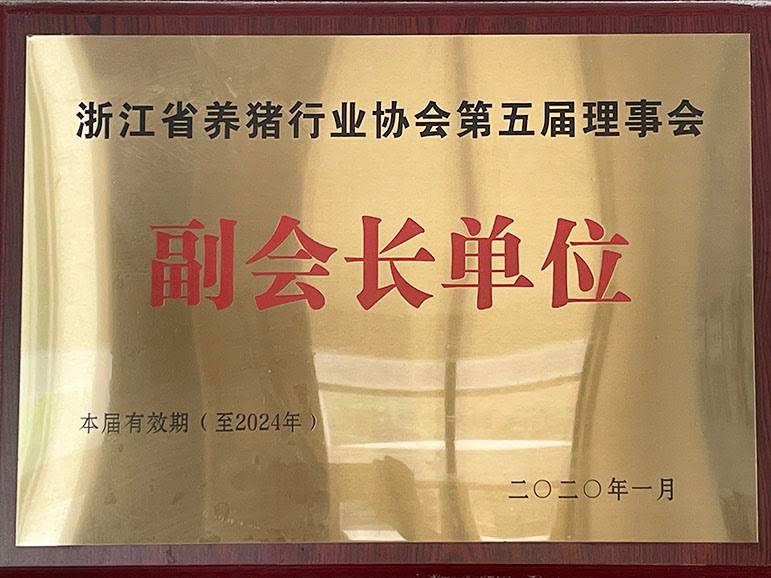 浙江省养猪行业协会第五届理事会
副会长单位
本届有效期（至2024年）
二〇二〇年一月